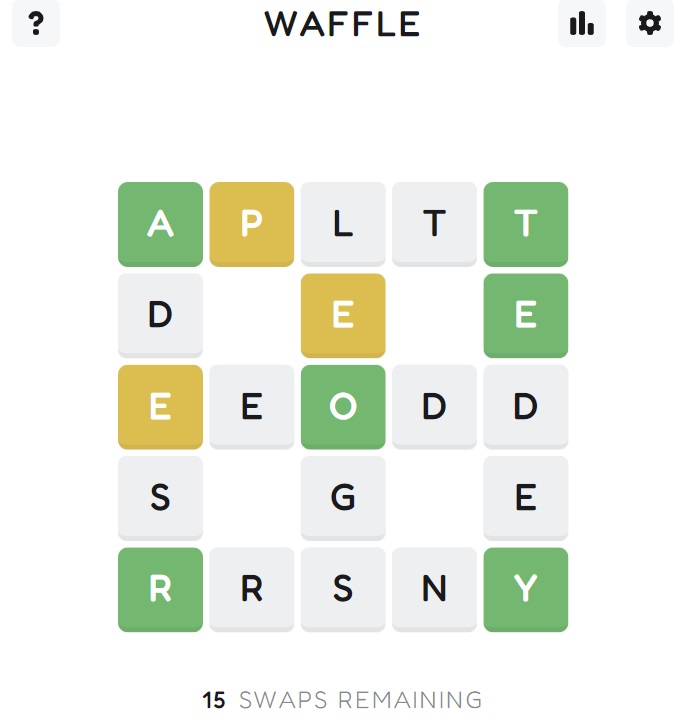 ? WAFFLE
A P L T T
D E E
E E O D D
S G E
R R S N Y
15 SWAPS REMAINING